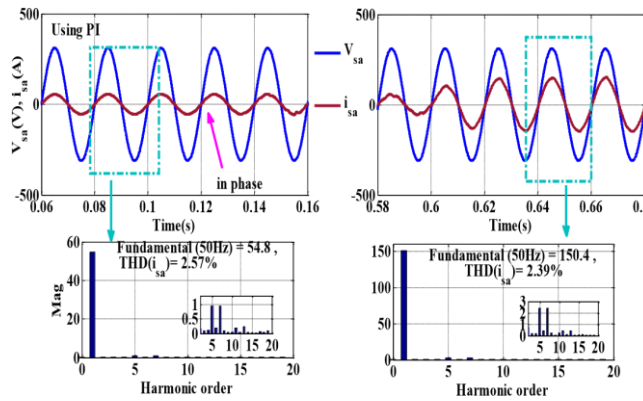 Using PI
V_sa(V), i_sa(A)
500
0
-500
0.06 0.08 0.1 0.12 0.14 0.16
Time(s)
in phase
V_sa
i_sa
500
0
-500
0.58 0.6 0.62 0.64 0.66
Time(s)
Fundamental (50Hz) = 54.8 ,
THD(i_sa)= 2.57%
Mag
60
40
20
0
0 5 10 15 20
Harmonic order
1
0.5
0
5 10 15 20
Fundamental (50Hz) = 150.4 ,
THD(i_sa)= 2.39%
150
100
50
0
0 5 10 15 20
Harmonic order
3
2
1
0
5 10 15 20